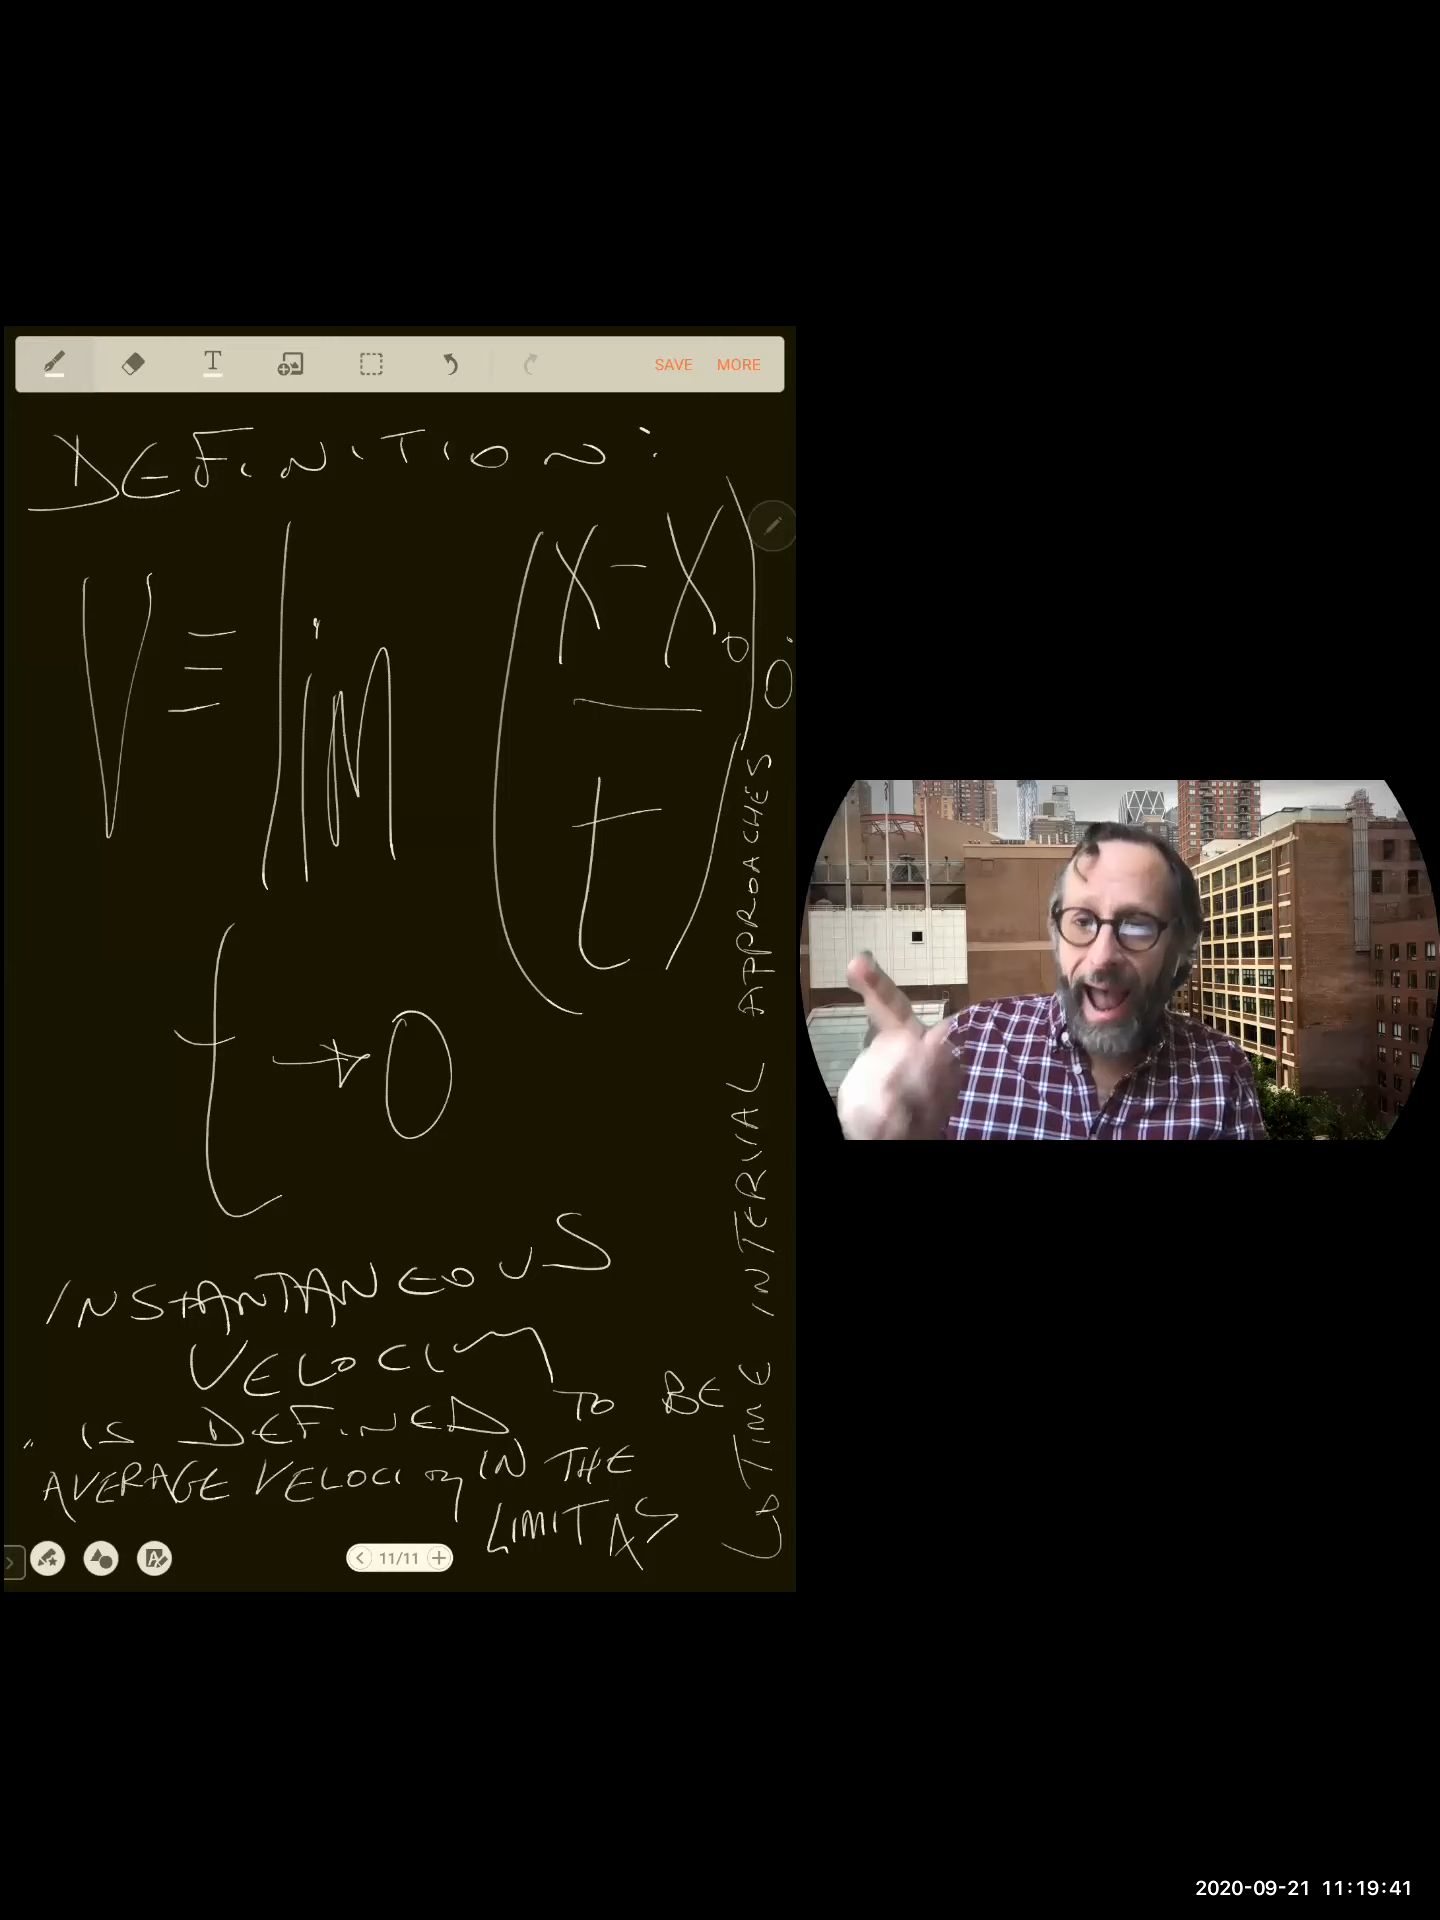 SAVE MORE
DEFINITION:
V ≡ lim (x - x₀ / t)
t → 0
INSTANTANEOUS
VELOCITY
" IS DEFINED TO BE
AVERAGE VELOCITY IN THE
LIMIT AS
TIME INTERVAL APPROACHES 0.
11/11
2020-09-21 11:19:41